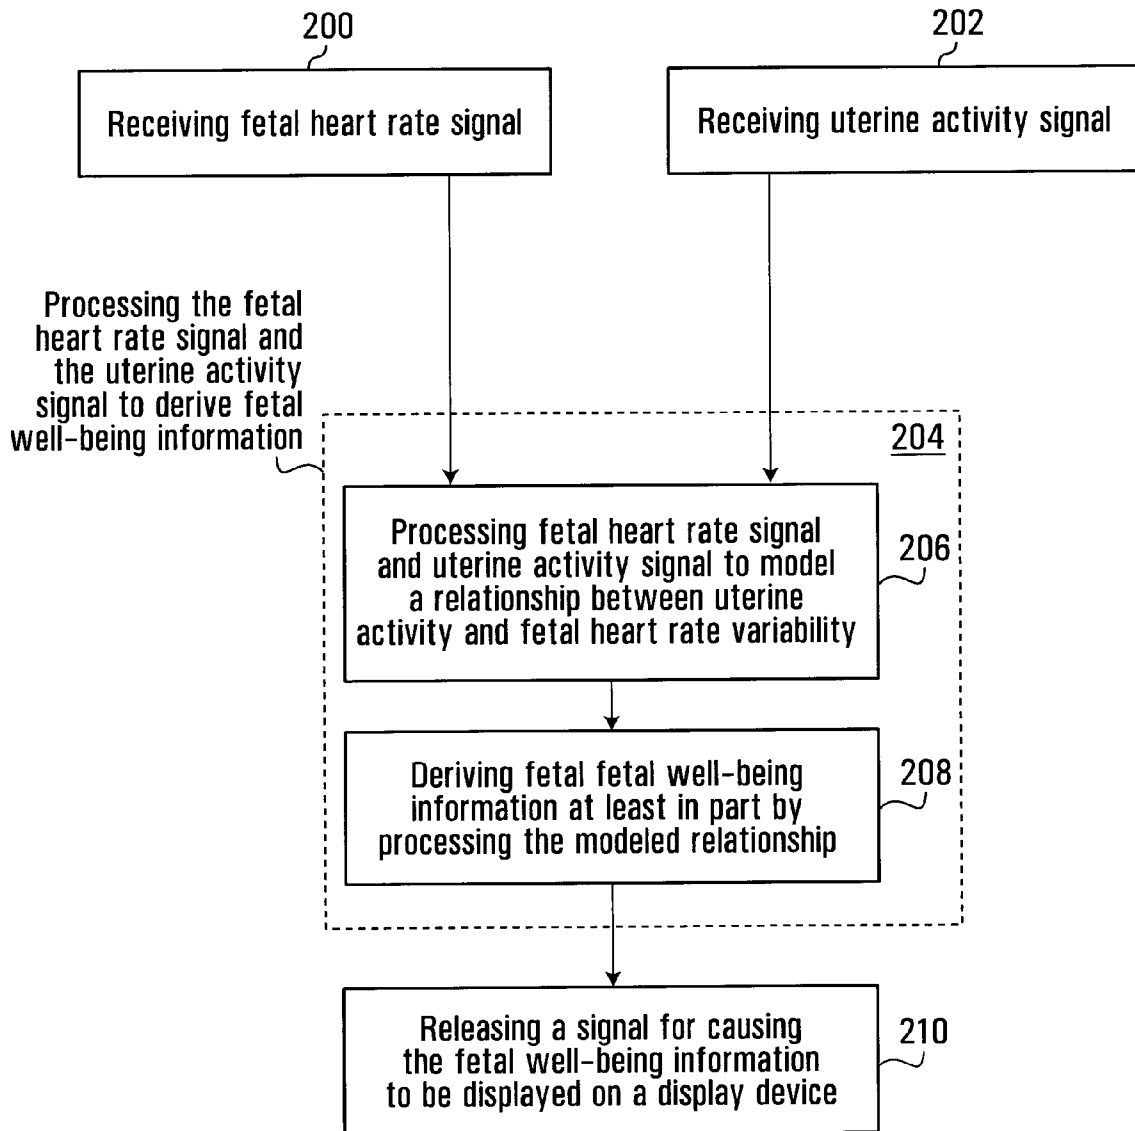 200
202
Receiving fetal heart rate signal
Receiving uterine activity signal
Processing the fetal
heart rate signal and
the uterine activity
signal to derive fetal
well-being information
204
Processing fetal heart rate signal
and uterine activity signal to model
a relationship between uterine
activity and fetal heart rate variability
206
Deriving fetal fetal well-being
information at least in part by
processing the modeled relationship
208
Releasing a signal for causing
the fetal well-being information
to be displayed on a display device
210